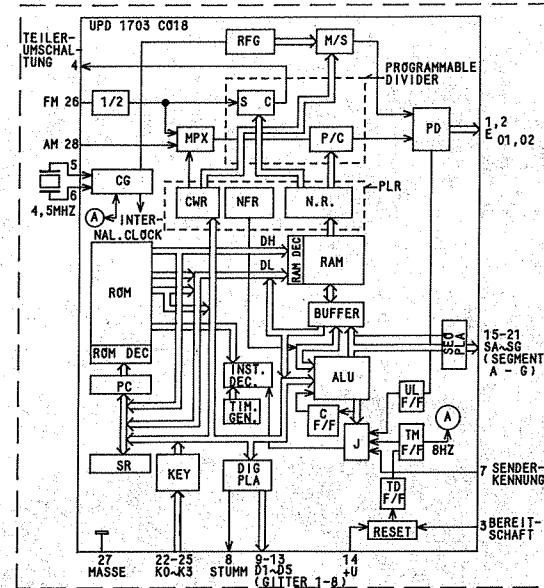 UPD 1703 C018
TEILER-
UMSCHAL-
TUNG
4
RFG
M/S
PROGRAMMABLE
DIVIDER
FM 26
1/2
S C
1,2
E 01,02
PD
AM 28
MPX
P/C
5
CG
6
4,5MHZ
PLR
CWR
NFR
N.R.
A
INTER-
NAL.CLOCK
DH
DL
RAM DEC
RAM
ROM
BUFFER
ROM DEC
SEG
PLA
15-21
SA~SG
(SEGMENT
A - G)
INST.
DEC.
ALU
PC
TIM.
GEN.
UL
F/F
C
F/F
A
J
TM
F/F
8HZ
SR
KEY
DIG
PLA
7 SENDER-
KENNUNG
TD
F/F
RESET
3 BEREIT-
SCHAFT
27
MASSE
22-25
K0~K3
8
STUMM
9-13
D1~D5
(GITTER 1-8)
14
+U